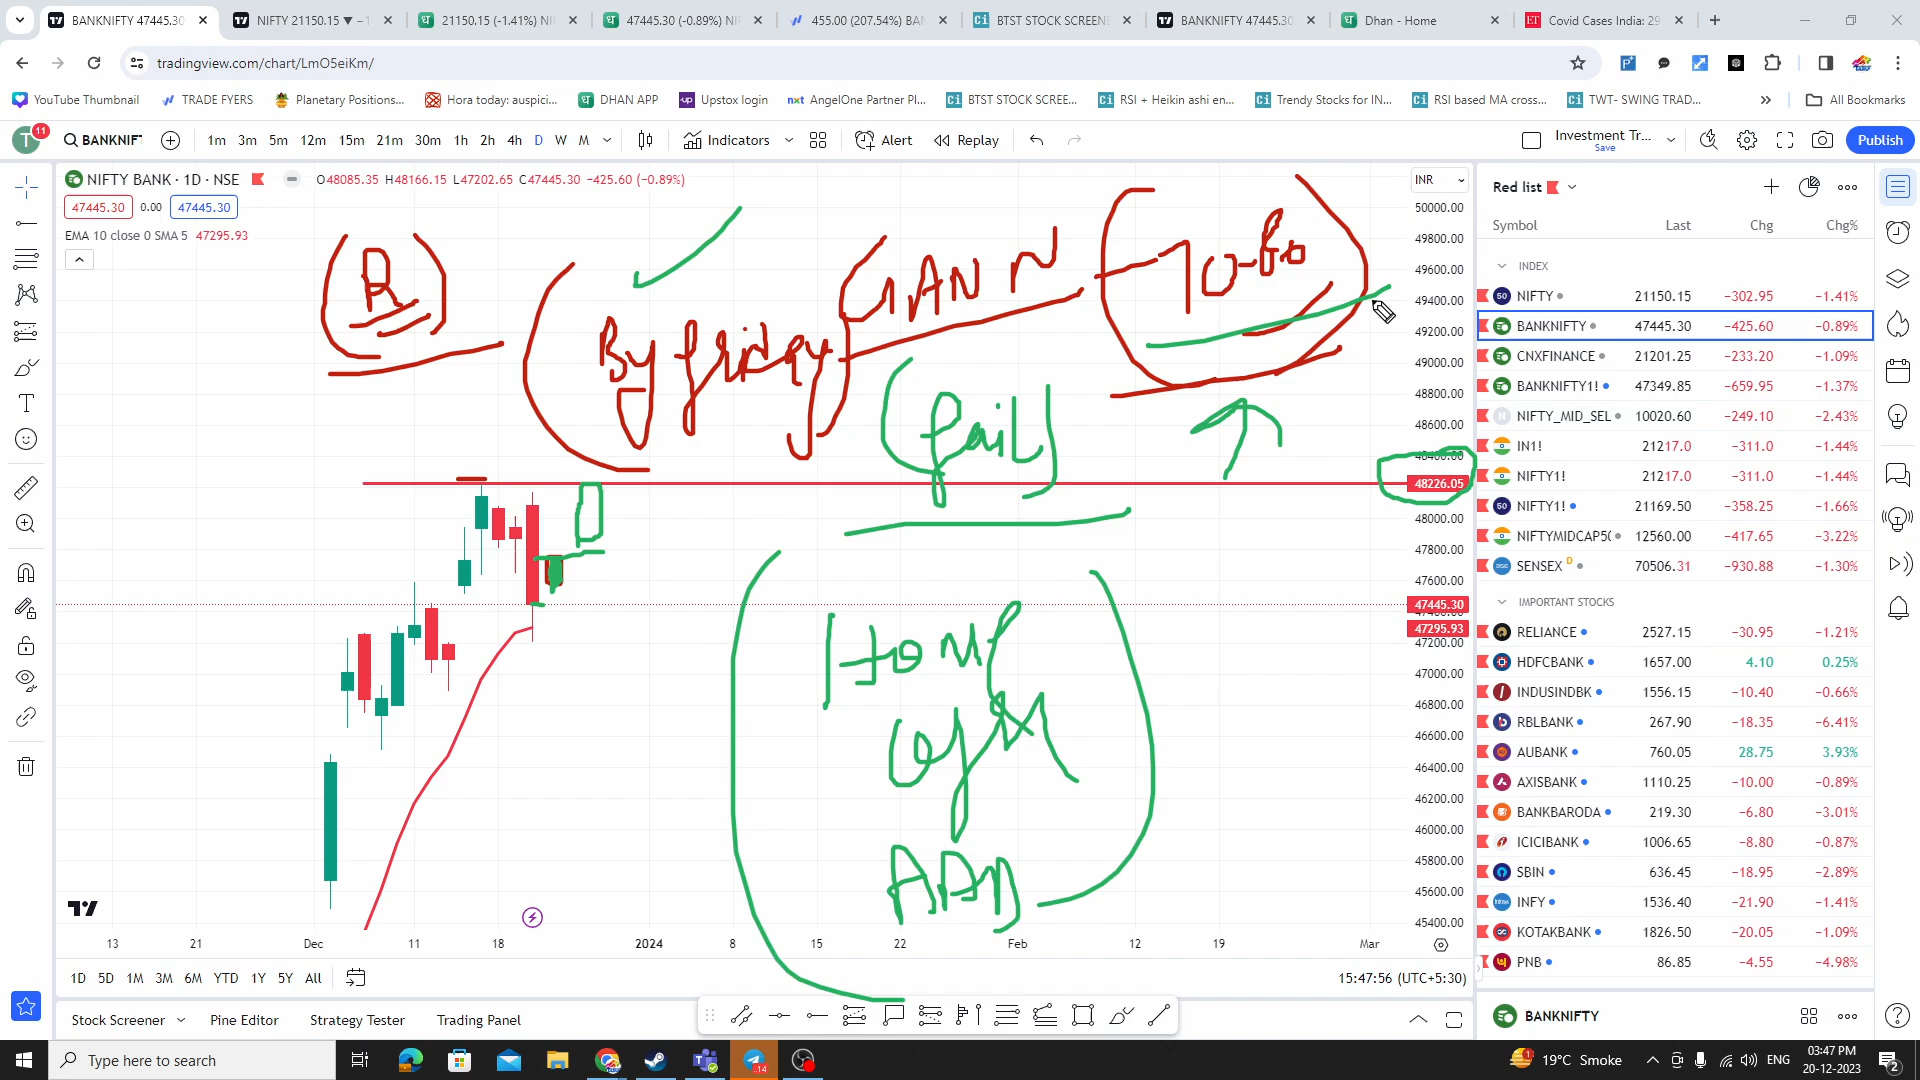 BANKNIFTY 47445.30
NIFTY 21150.15 ▼ −1
21150.15 (-1.41%) NI
47445.30 (-0.89%) NI
455.00 (207.54%) BAN
BTST STOCK SCREENE
BANKNIFTY 47445.30
Dhan - Home
Covid Cases India: 29
tradingview.com/chart/LmO5eiKm/
YouTube Thumbnail
TRADE FYERS
Planetary Positions...
Hora today: auspici...
DHAN APP
Upstox login
AngelOne Partner Pl...
BTST STOCK SCREE...
RSI + Heikin ashi en...
Trendy Stocks for IN...
RSI based MA cross...
TWT- SWING TRAD...
All Bookmarks
T 11
BANKNIFT
1m 3m 5m 12m 15m 21m 30m 1h 2h 4h D W M
Indicators
Alert
Replay
Investment Tr...
Save
Publish
NIFTY BANK · 1D · NSE
O48085.35 H48166.15 L47202.65 C47445.30 −425.60 (−0.89%)
47445.30 0.00 47445.30
EMA 10 close 0 SMA 5 47295.93
INR
50000.00
49800.00
49600.00
49400.00
49200.00
49000.00
48800.00
48600.00
48400.00
48226.05
48000.00
47800.00
47600.00
47445.30
47295.93
47200.00
47000.00
46800.00
46600.00
46400.00
46200.00
46000.00
45800.00
45600.00
45400.00
By friday
GANN
fail
13 21 Dec 11 18 2024 8 15 22 Feb 12 19 Mar
1D 5D 1M 3M 6M YTD 1Y 5Y All
15:47:56 (UTC+5:30)
Stock Screener
Pine Editor
Strategy Tester
Trading Panel
Red list
Symbol Last Chg Chg%
INDEX
NIFTY 21150.15 −302.95 −1.41%
BANKNIFTY 47445.30 −425.60 −0.89%
CNXFINANCE 21201.25 −233.20 −1.09%
BANKNIFTY1! 47349.85 −659.95 −1.37%
NIFTY_MID_SEL 10020.60 −249.10 −2.43%
IN1! 21217.0 −311.0 −1.44%
NIFTY1! 21217.0 −311.0 −1.44%
NIFTY1! 21169.50 −358.25 −1.66%
NIFTYMIDCAP5( 12560.00 −417.65 −3.22%
SENSEX D 70506.31 −930.88 −1.30%
IMPORTANT STOCKS
RELIANCE 2527.15 −30.95 −1.21%
HDFCBANK 1657.00 4.10 0.25%
INDUSINDBK 1556.15 −10.40 −0.66%
RBLBANK 267.90 −18.35 −6.41%
AUBANK 760.05 28.75 3.93%
AXISBANK 1110.25 −10.00 −0.89%
BANKBARODA 219.30 −6.80 −3.01%
ICICIBANK 1006.65 −8.80 −0.87%
SBIN 636.45 −18.95 −2.89%
INFY 1536.40 −21.90 −1.41%
KOTAKBANK 1826.50 −20.05 −1.09%
PNB 86.85 −4.55 −4.98%
BANKNIFTY
Type here to search
19°C Smoke
ENG
03:47 PM
20-12-2023